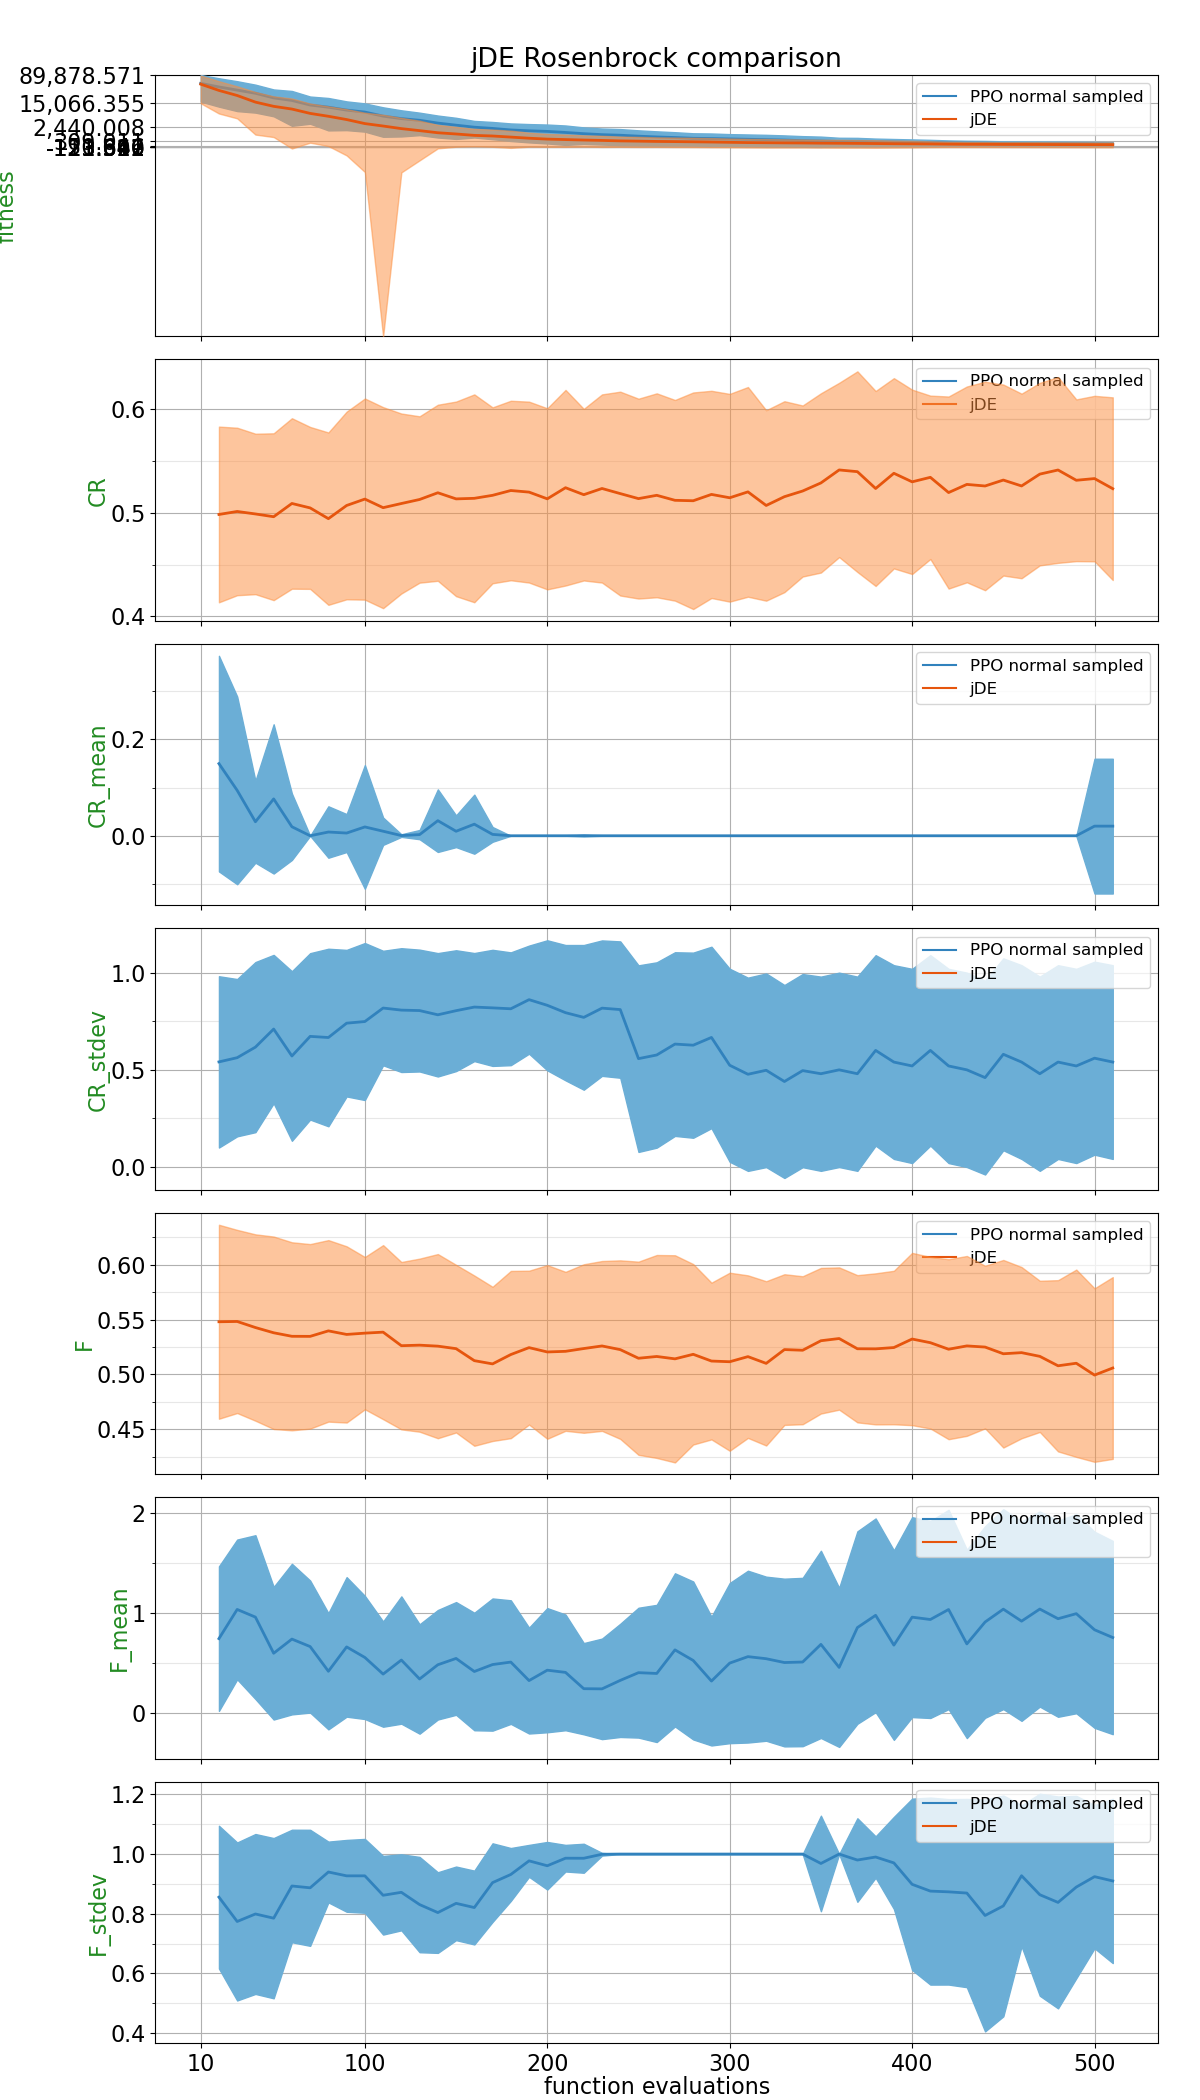 jDE Rosenbrock comparison
89,878.571
15,066.355
2,440.008
fitness
PPO normal sampled
jDE
0.6
0.5
0.4
CR
PPO normal sampled
jDE
0.2
0.0
CR_mean
PPO normal sampled
jDE
1.0
0.5
0.0
CR_stdev
PPO normal sampled
jDE
0.60
0.55
0.50
0.45
F
PPO normal sampled
jDE
2
1
0
F_mean
PPO normal sampled
jDE
1.2
1.0
0.8
0.6
0.4
F_stdev
PPO normal sampled
jDE
10 100 200 300 400 500
function evaluations